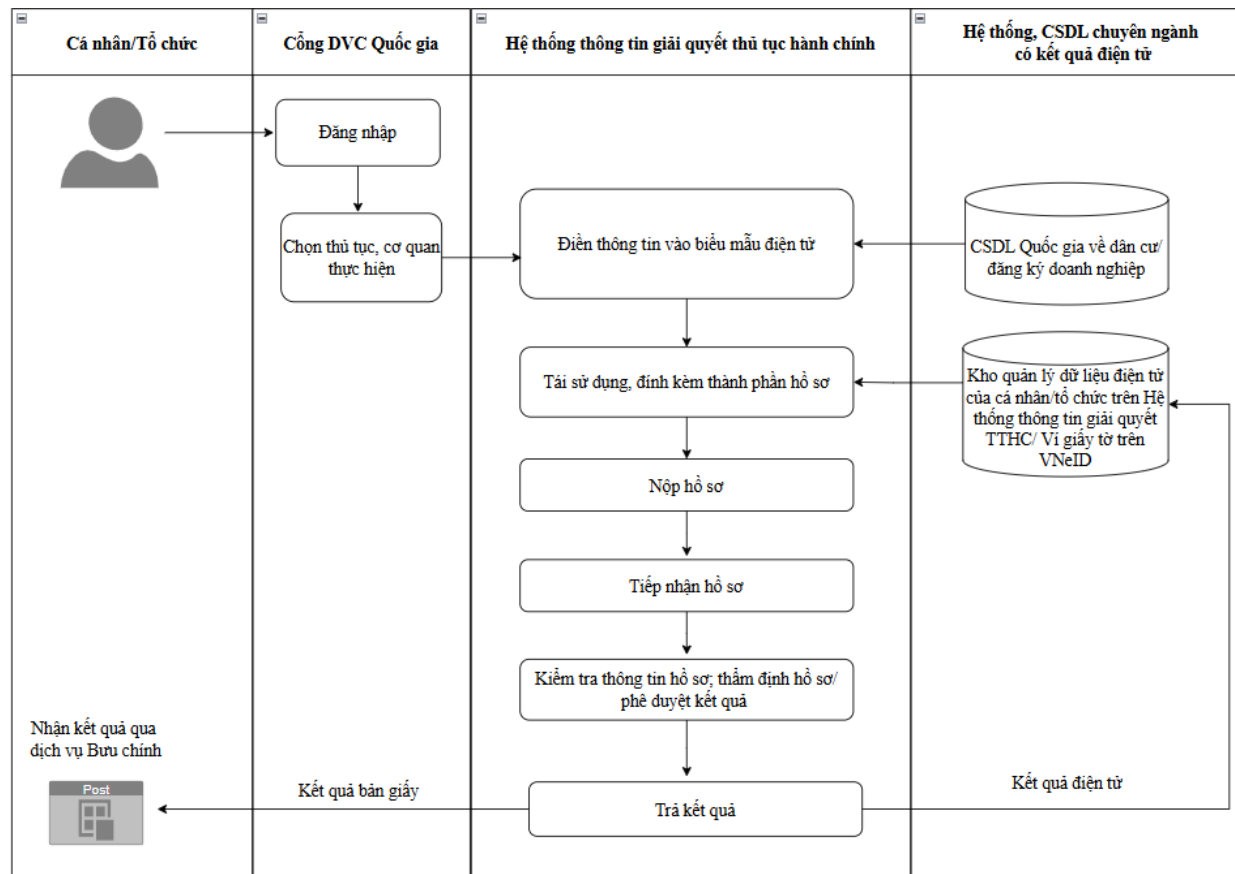 Cá nhân/Tổ chức
Cổng DVC Quốc gia
Hệ thống thông tin giải quyết thủ tục hành chính
Hệ thống, CSDL chuyên ngành
có kết quả điện tử
Đăng nhập
Chọn thủ tục, cơ quan
thực hiện
Điền thông tin vào biểu mẫu điện tử
CSDL Quốc gia về dân cư/
đăng ký doanh nghiệp
Tái sử dụng, đính kèm thành phần hồ sơ
Kho quản lý dữ liệu điện tử
của cá nhân/tổ chức trên Hệ
thống thông tin giải quyết
TTHC/ Ví giấy tờ trên
VNeID
Nộp hồ sơ
Tiếp nhận hồ sơ
Kiểm tra thông tin hồ sơ; thẩm định hồ sơ/
phê duyệt kết quả
Nhận kết quả qua
dịch vụ Bưu chính
Post
Kết quả bản giấy
Trả kết quả
Kết quả điện tử